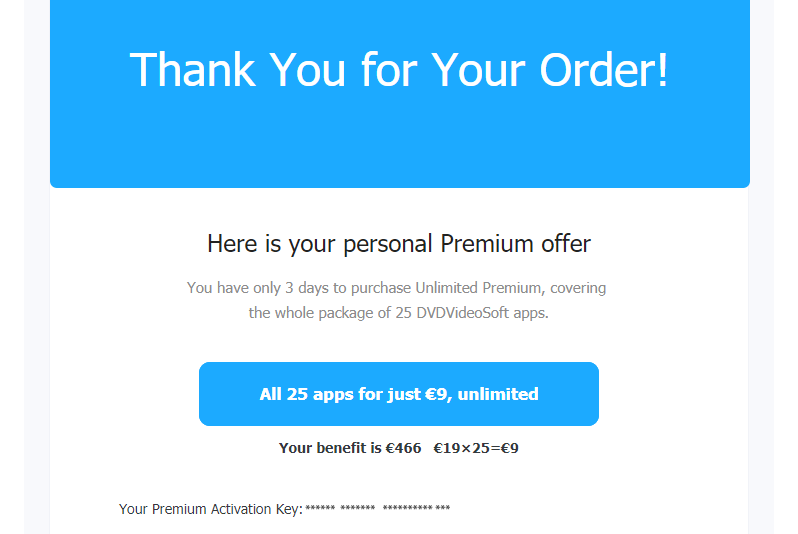 Thank You for Your Order!
Here is your personal Premium offer
You have only 3 days to purchase Unlimited Premium, covering
the whole package of 25 DVDVideoSoft apps.
All 25 apps for just €9, unlimited
Your benefit is €466 €19×25=€9
Your Premium Activation Key: ****** ******* ********** ***